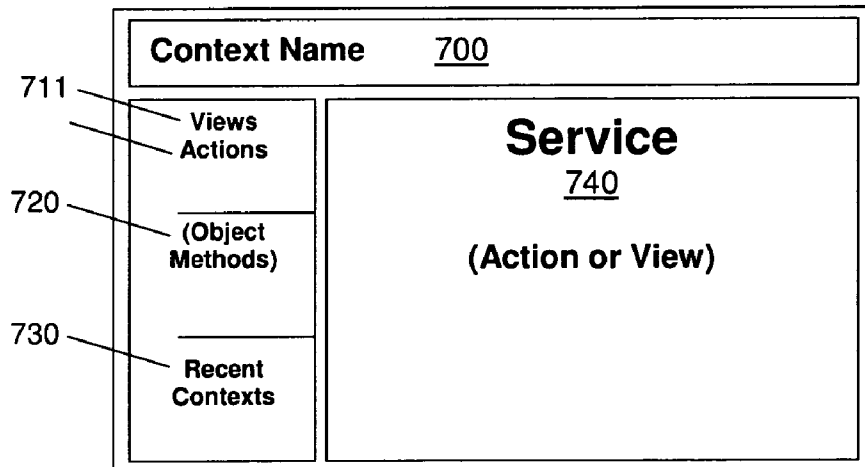 Context Name 700
711
Views
Actions
720
(Object
Methods)
730
Recent
Contexts
Service
740
(Action or View)